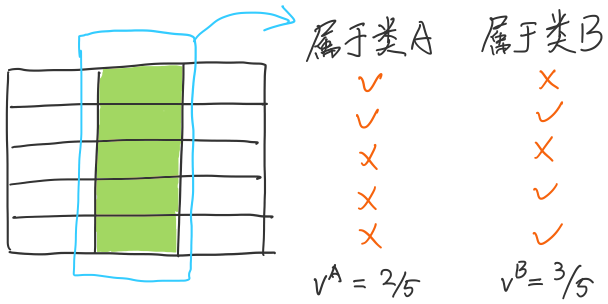 属于类A 属于类B
✓ ×
✓ ✓
× ×
× ✓
× ✓
v^A = 2/5 v^B = 3/5